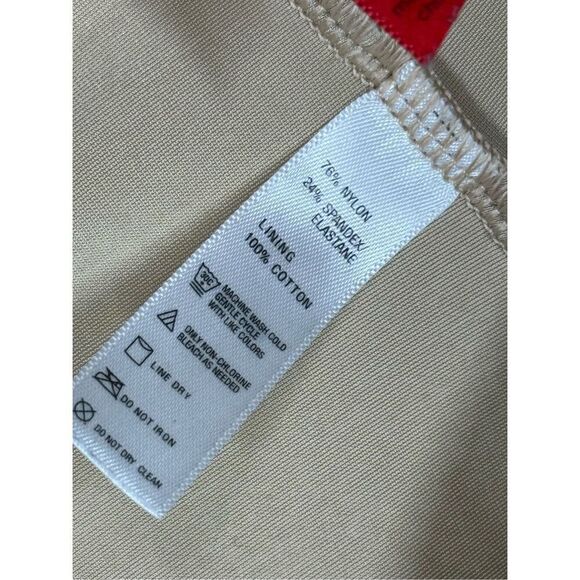 76% NYLON
24% SPANDEX/
ELASTANE
LINING
100% COTTON
30C
MACHINE WASH COLD
GENTLE CYCLE
WITH LIKE COLORS
ONLY NON-CHLORINE
BLEACH AS NEEDED
LINE DRY
DO NOT IRON
DO NOT DRY CLEAN